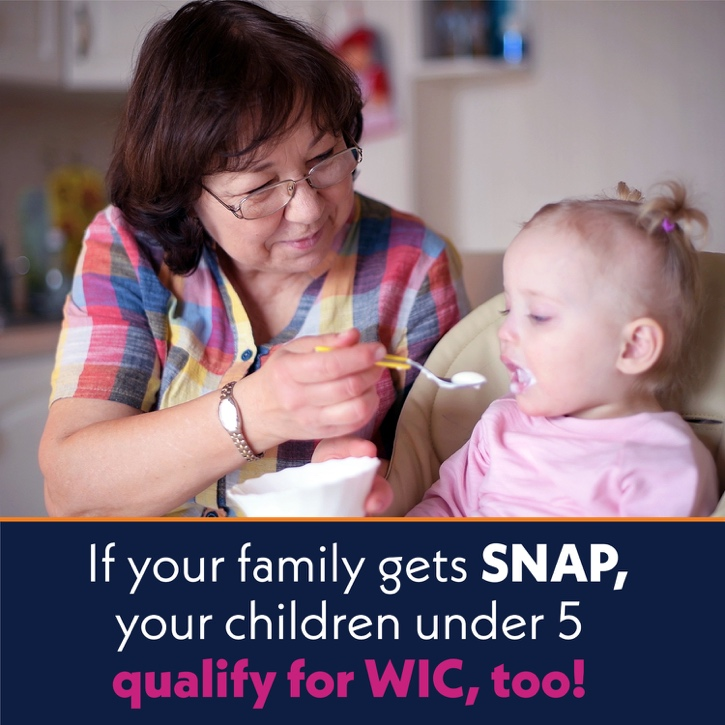 If your family gets SNAP,
your children under 5
qualify for WIC, too!